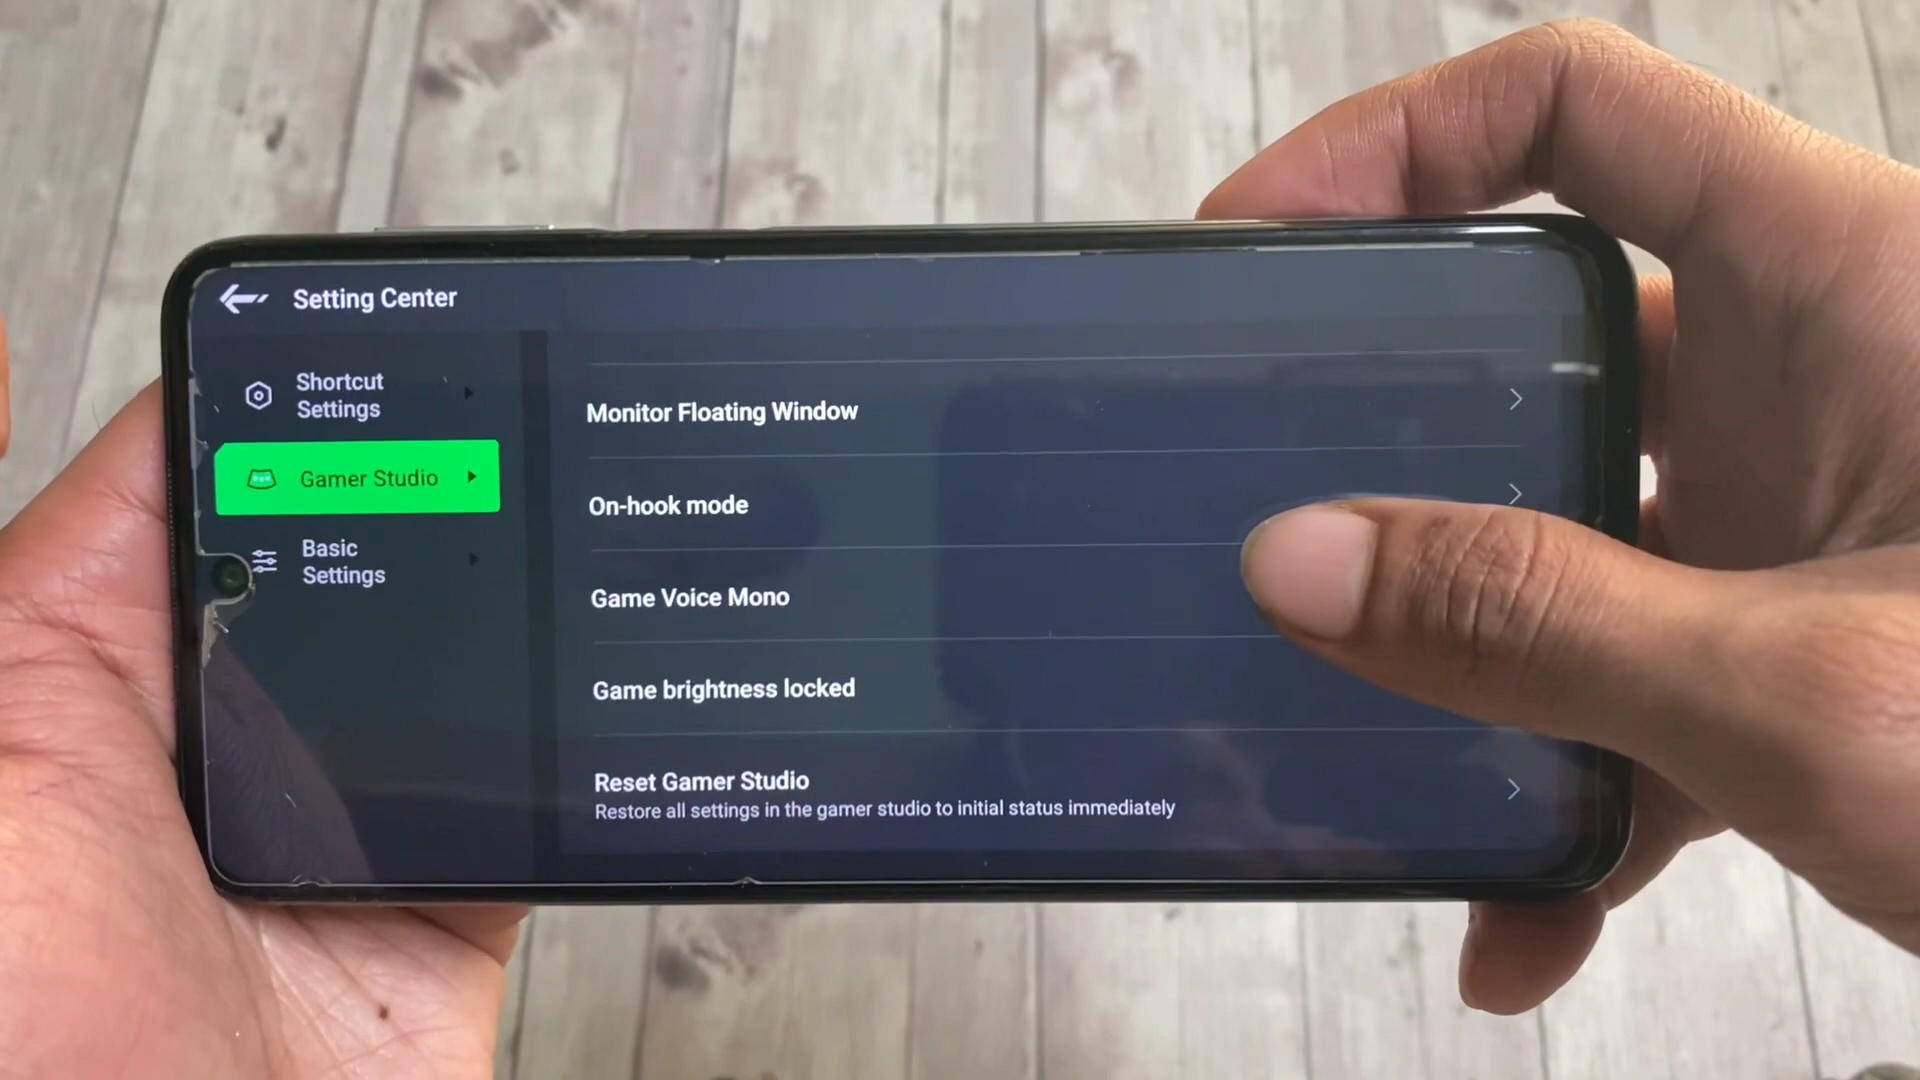 Setting Center
Shortcut
Settings
Gamer Studio
Basic
Settings
Monitor Floating Window
On-hook mode
Game Voice Mono
Game brightness locked
Reset Gamer Studio
Restore all settings in the gamer studio to initial status immediately